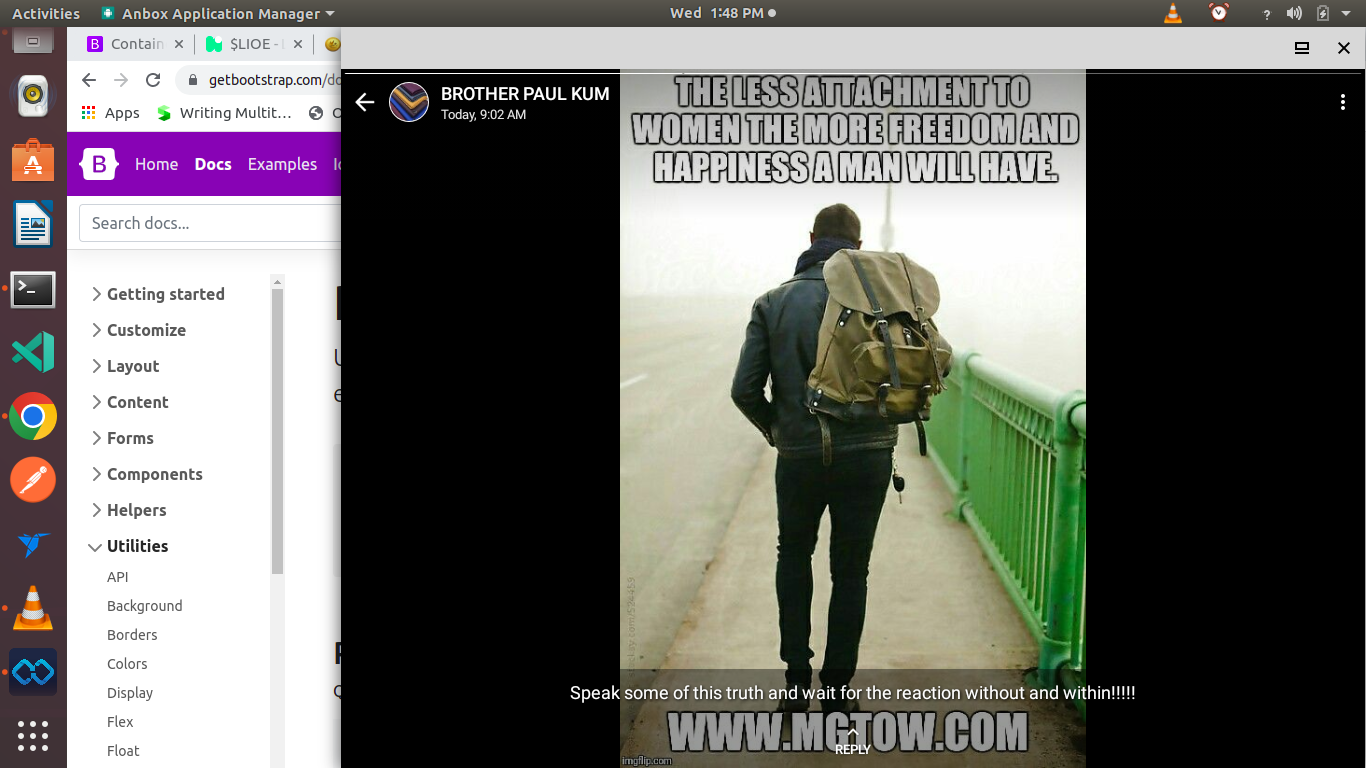 Activities
Anbox Application Manager
Wed 1:48 PM
?
Contain
$LIOE -
getbootstrap.com/do
Apps
Writing Multit…
B
Home
Docs
Examples
Search docs...
Getting started
Customize
Layout
Content
Forms
Components
Helpers
Utilities
API
Background
Borders
Colors
Display
Flex
Float
BROTHER PAUL KUM
Today, 9:02 AM
THE LESS ATTACHMENT TO
WOMEN THE MORE FREEDOM AND
HAPPINESS A MAN WILL HAVE.
Speak some of this truth and wait for the reaction without and within!!!!!
WWW.MGTOW.COM
REPLY
imgflip.com